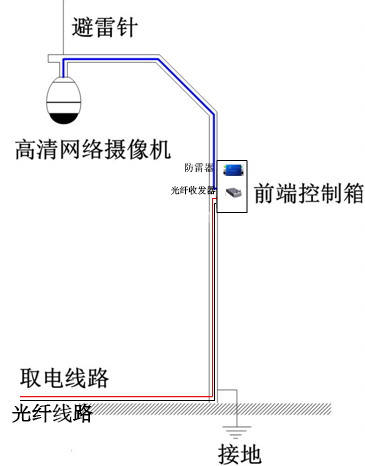 避雷针
高清网络摄像机
防雷器
光纤收发器
前端控制箱
取电线路
光纤线路
接地